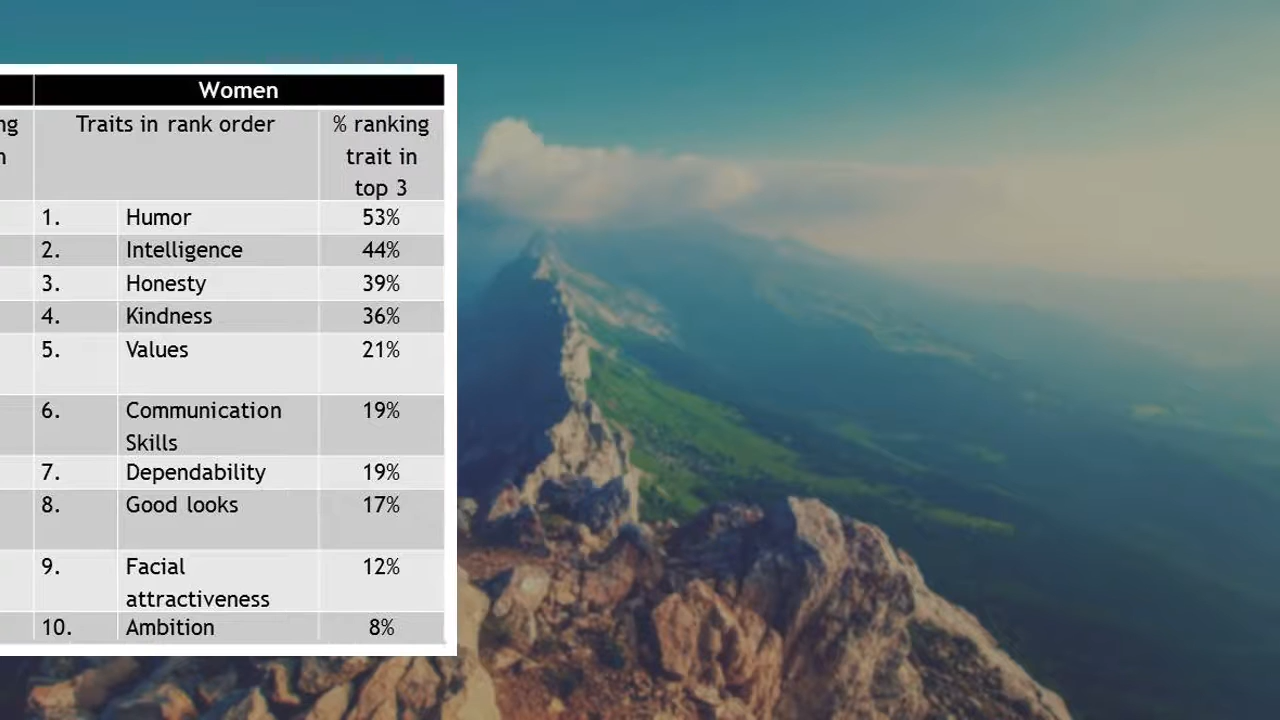 Women
ng
n
Traits in rank order
% ranking
trait in
top 3
1. Humor 53%
2. Intelligence 44%
3. Honesty 39%
4. Kindness 36%
5. Values 21%
6. Communication 19%
Skills
7. Dependability 19%
8. Good looks 17%
9. Facial 12%
attractiveness
10. Ambition 8%